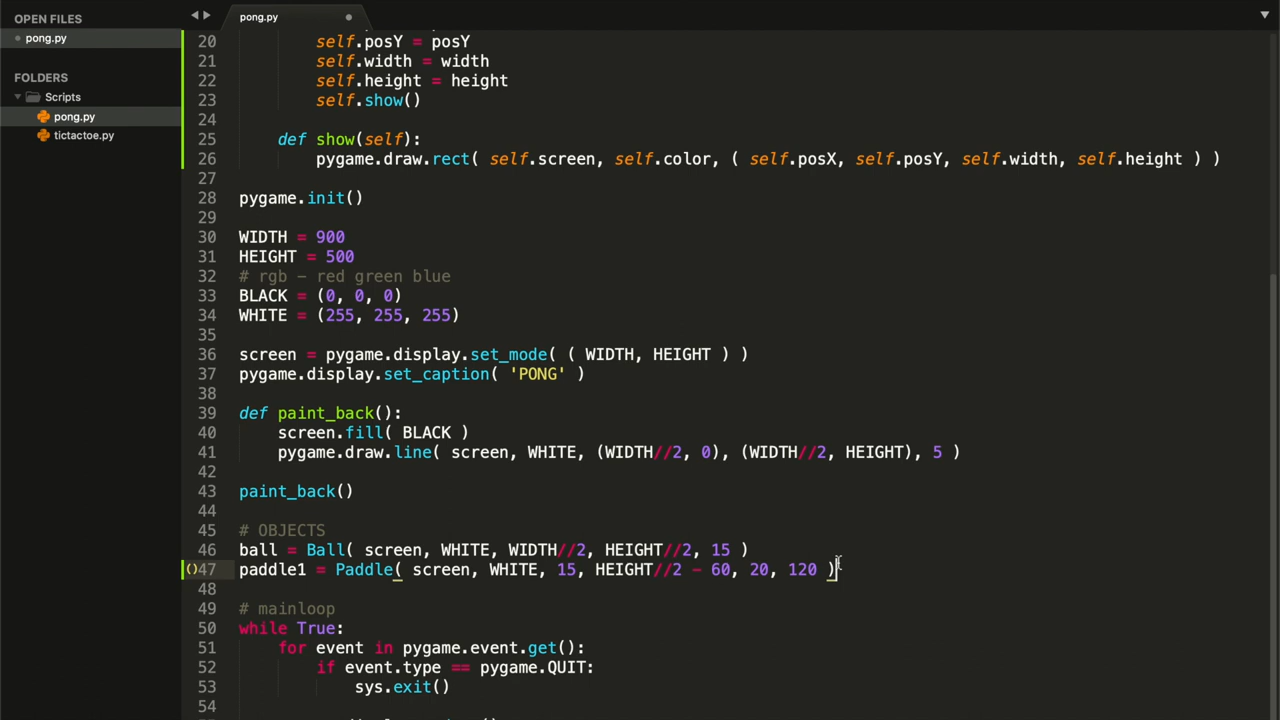 OPEN FILES
pong.py
FOLDERS
Scripts
pong.py
tictactoe.py
pong.py
20 self.posY = posY
21 self.width = width
22 self.height = height
23 self.show()
24
25 def show(self):
26 pygame.draw.rect( self.screen, self.color, ( self.posX, self.posY, self.width, self.height ) )
27
28 pygame.init()
29
30 WIDTH = 900
31 HEIGHT = 500
32 # rgb - red green blue
33 BLACK = (0, 0, 0)
34 WHITE = (255, 255, 255)
35
36 screen = pygame.display.set_mode( ( WIDTH, HEIGHT ) )
37 pygame.display.set_caption( 'PONG' )
38
39 def paint_back():
40 screen.fill( BLACK )
41 pygame.draw.line( screen, WHITE, (WIDTH//2, 0), (WIDTH//2, HEIGHT), 5 )
42
43 paint_back()
44
45 # OBJECTS
46 ball = Ball( screen, WHITE, WIDTH//2, HEIGHT//2, 15 )
()47 paddle1 = Paddle( screen, WHITE, 15, HEIGHT//2 - 60, 20, 120 )
48
49 # mainloop
50 while True:
51 for event in pygame.event.get():
52 if event.type == pygame.QUIT:
53 sys.exit()
54